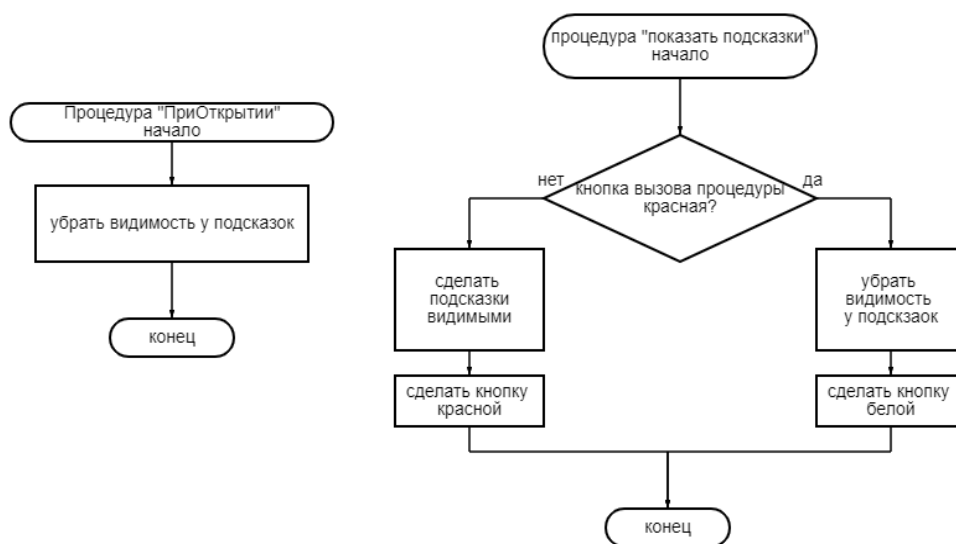 Процедура "ПриОткрытии"
начало
убрать видимость у подсказок
конец
процедура "показать подсказки"
начало
кнопка вызова процедуры
красная?
нет
да
сделать
подсказки
видимыми
сделать кнопку
красной
убрать
видимость
у подскзаок
сделать кнопку
белой
конец